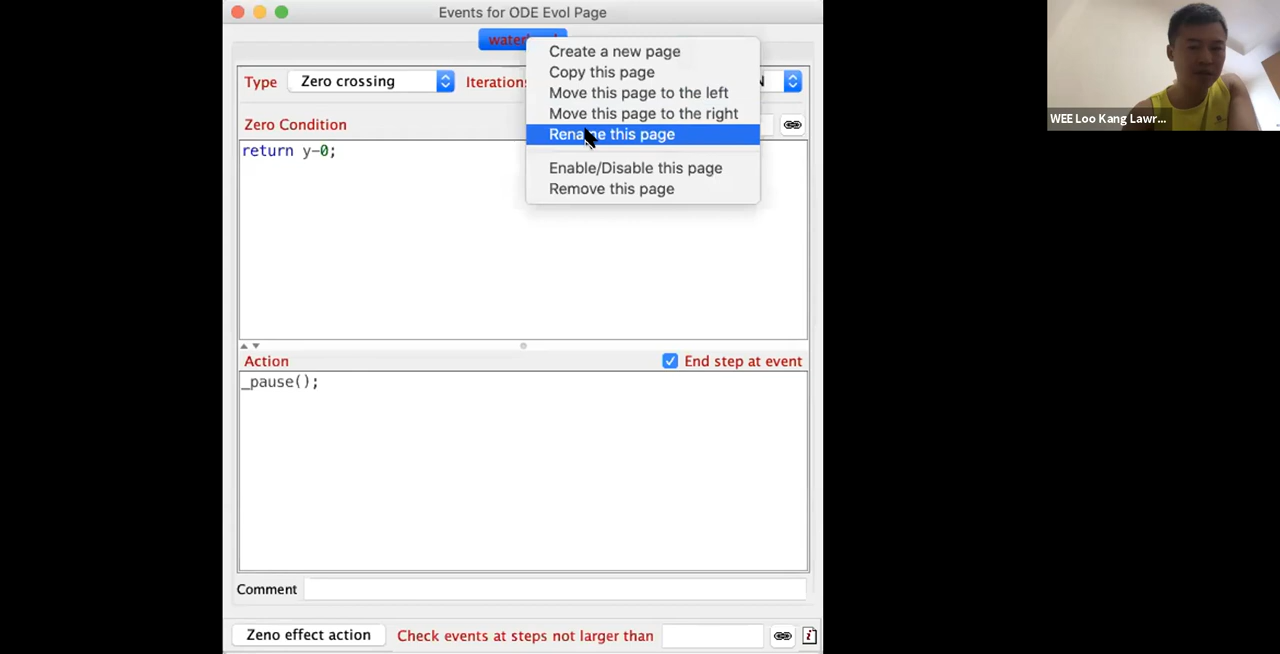 Events for ODE Evol Page
Create a new page
Copy this page
Move this page to the left
Move this page to the right
Rename this page
Enable/Disable this page
Remove this page
Type Zero crossing
Zero Condition
return y-0;
Action End step at event
_pause();
Comment
Zeno effect action Check events at steps not larger than
WEE Loo Kang Lawr...